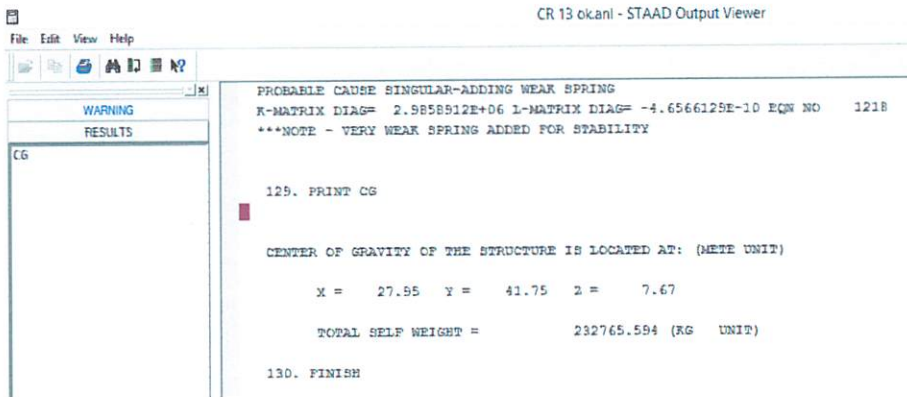 CR 13 ok.anl - STAAD Output Viewer
File Edit View Help
WARNING
RESULTS
CG
PROBABLE CAUSE SINGULAR-ADDING WEAK SPRING
K-MATRIX DIAG= 2.9858912E+06 L-MATRIX DIAG= -4.6566129E-10 EQN NO 1218
***NOTE - VERY WEAK SPRING ADDED FOR STABILITY
129. PRINT CG
CENTER OF GRAVITY OF THE STRUCTURE IS LOCATED AT: (METE UNIT)
X = 27.95 Y = 41.75 Z = 7.67
TOTAL SELF WEIGHT = 232765.594 (KG UNIT)
130. FINISH